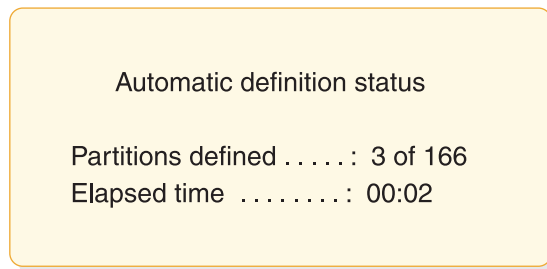 Automatic definition status
Partitions defined . . . . . : 3 of 166
Elapsed time . . . . . . . . : 00:02